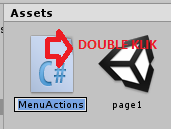 Assets
DOUBLE KLIK
C#
MenuActions
page1